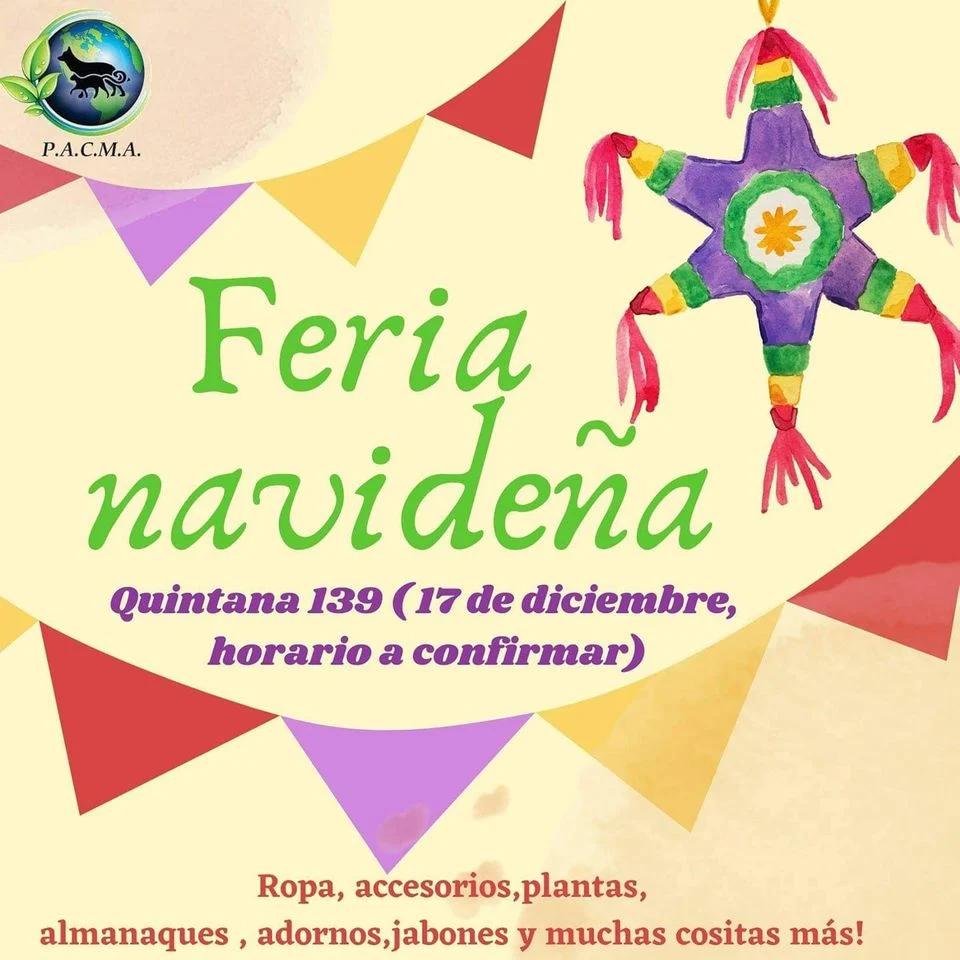 P.A.C.M.A.
Feria
navideña
Quintana 139 ( 17 de diciembre,
horario a confirmar)
Ropa, accesorios,plantas,
almanaques , adornos,jabones y muchas cositas más!